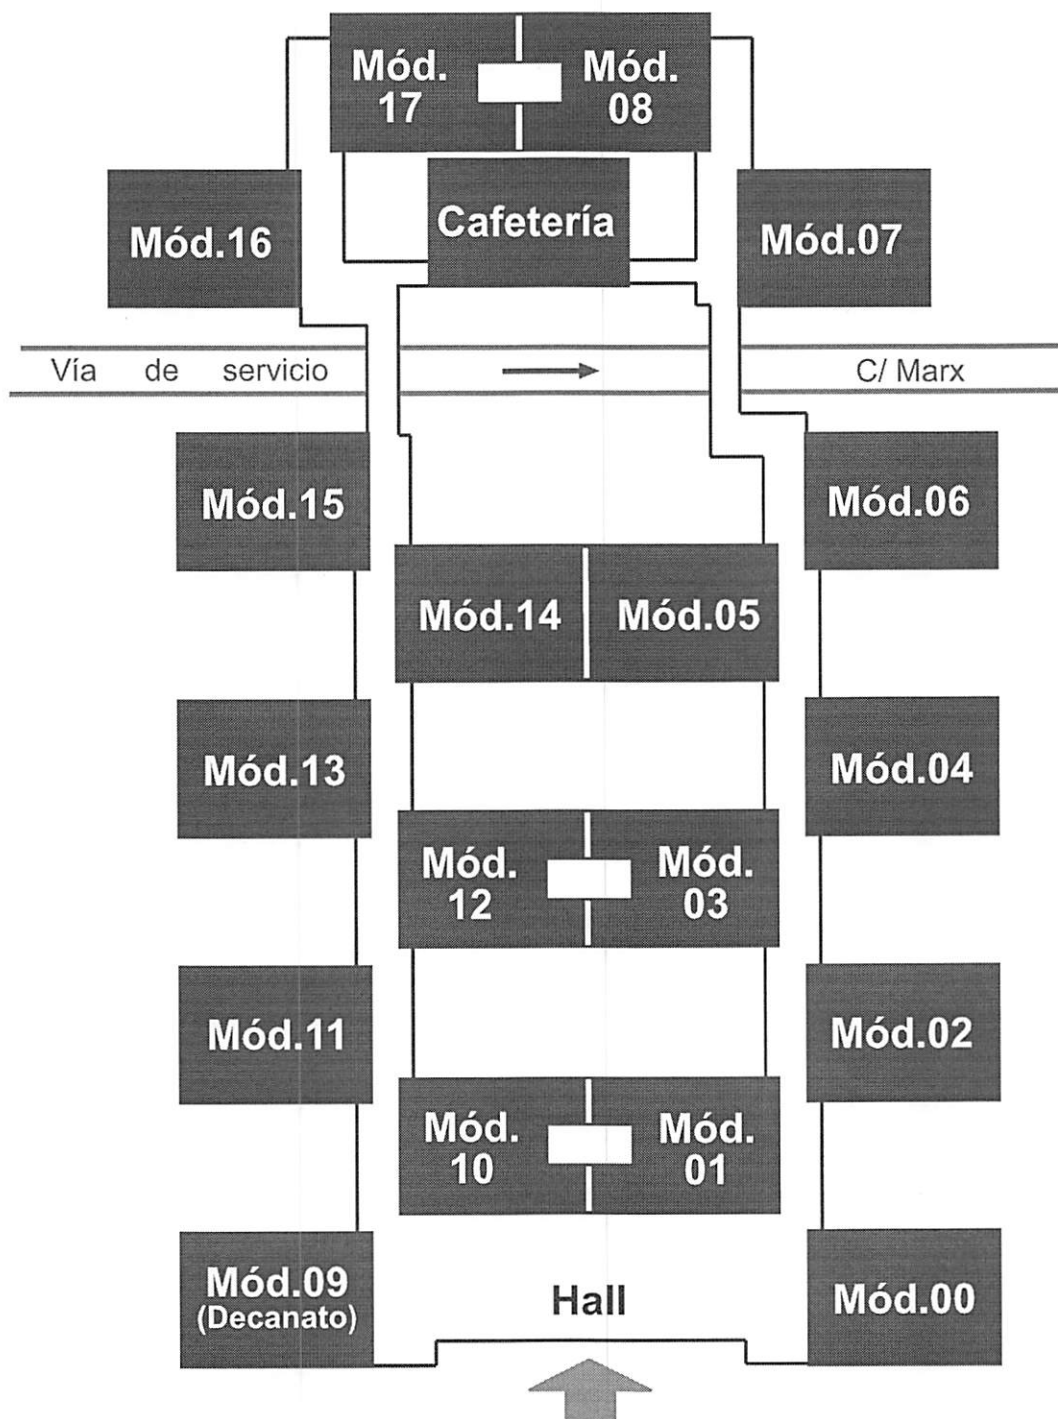 Mód.
17
Mód.
08
Cafetería
Mód.16
Mód.07
Vía de servicio
C/ Marx
Mód.15
Mód.06
Mód.14
Mód.05
Mód.13
Mód.04
Mód.
12
Mód.
03
Mód.11
Mód.02
Mód.
10
Mód.
01
Mód.09
(Decanato)
Hall
Mód.00